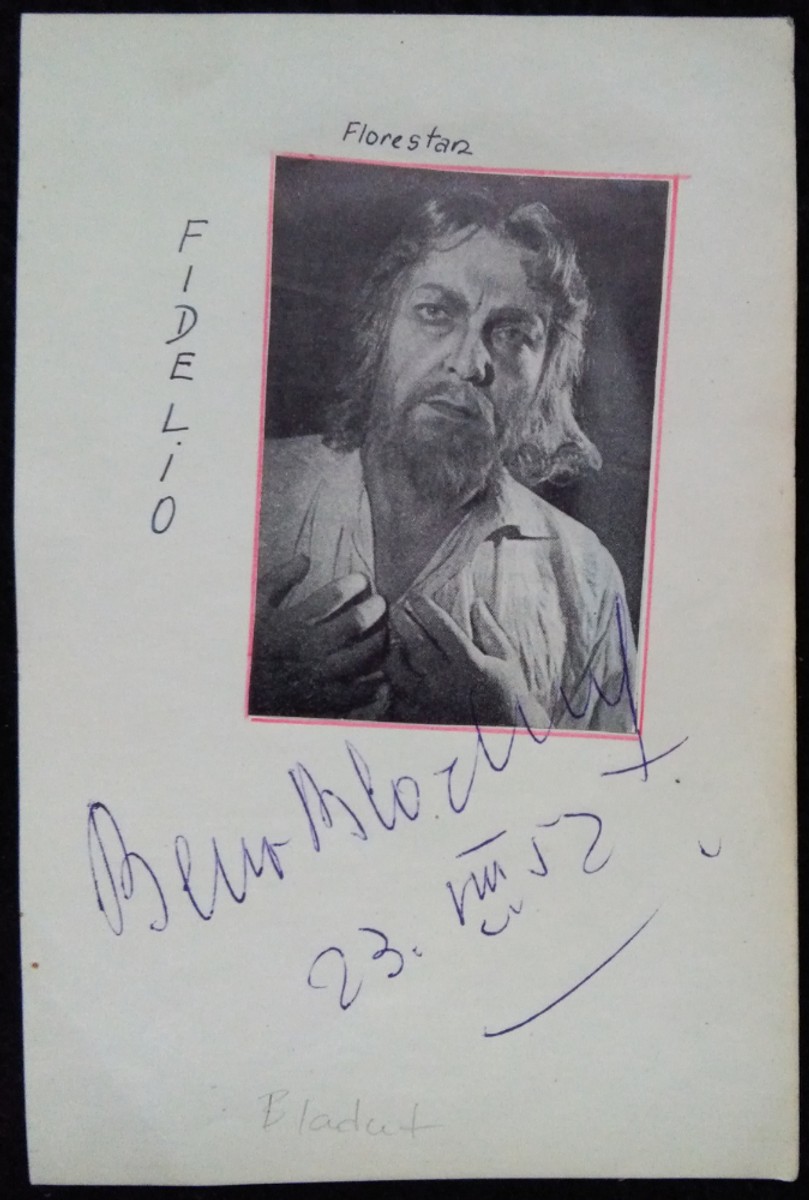 Florestan
FIDELIO
Beno Blachut
23. VIII 52
Blachut